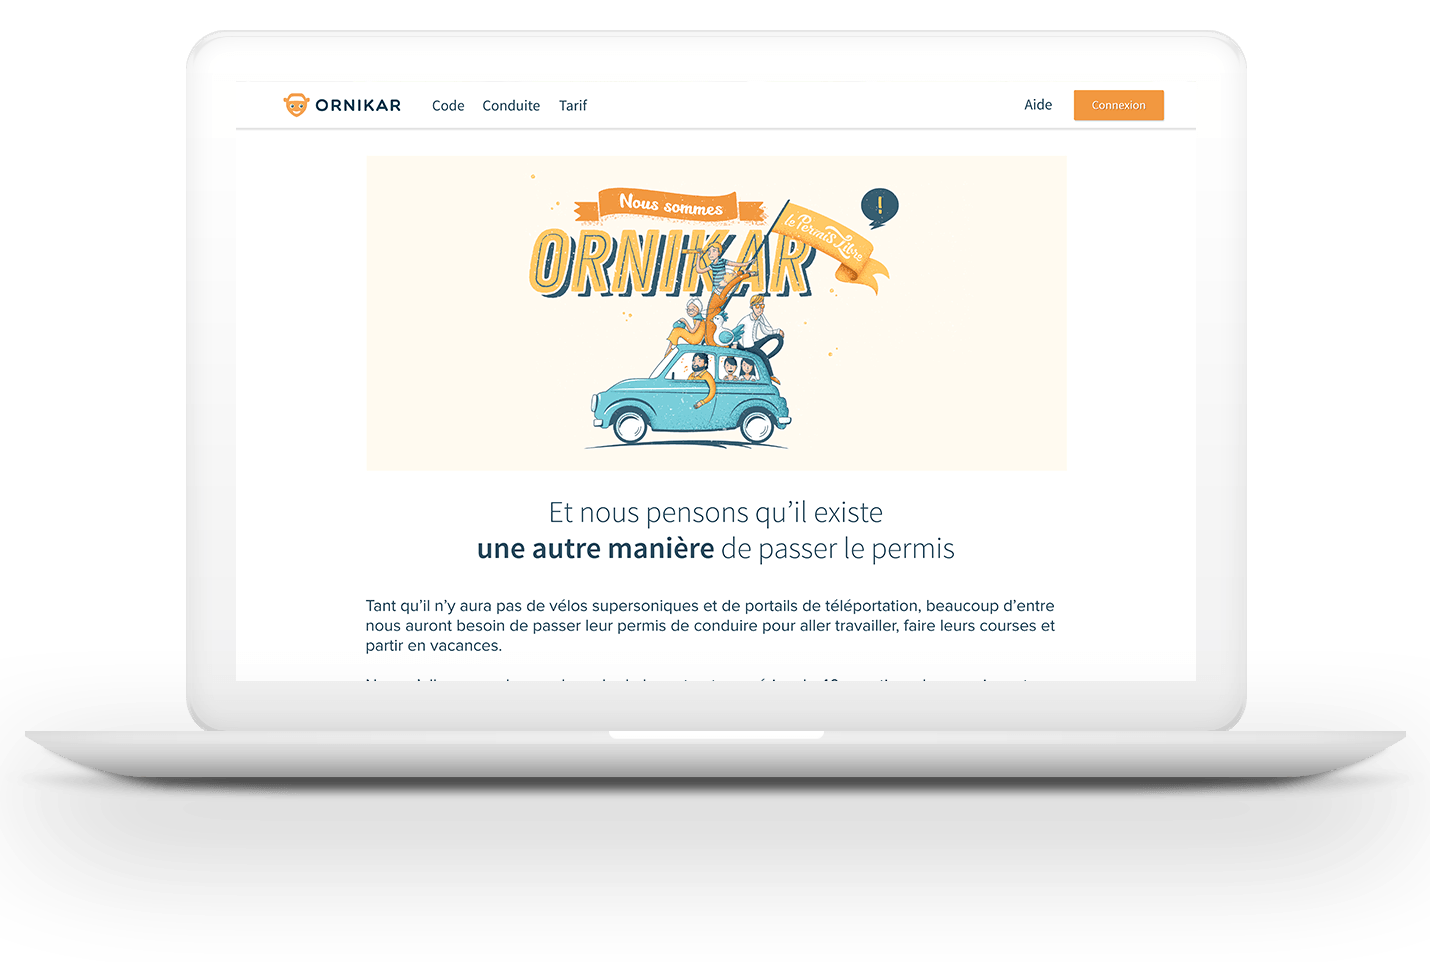 ORNIKAR Code Conduite Tarif Aide Connexion
Nous sommes
ORNIKAR
le Permis Libre
!
Et nous pensons qu’il existe
une autre manière de passer le permis
Tant qu’il n’y aura pas de vélos supersoniques et de portails de téléportation, beaucoup d’entre
nous auront besoin de passer leur permis de conduire pour aller travailler, faire leurs courses et
partir en vacances.